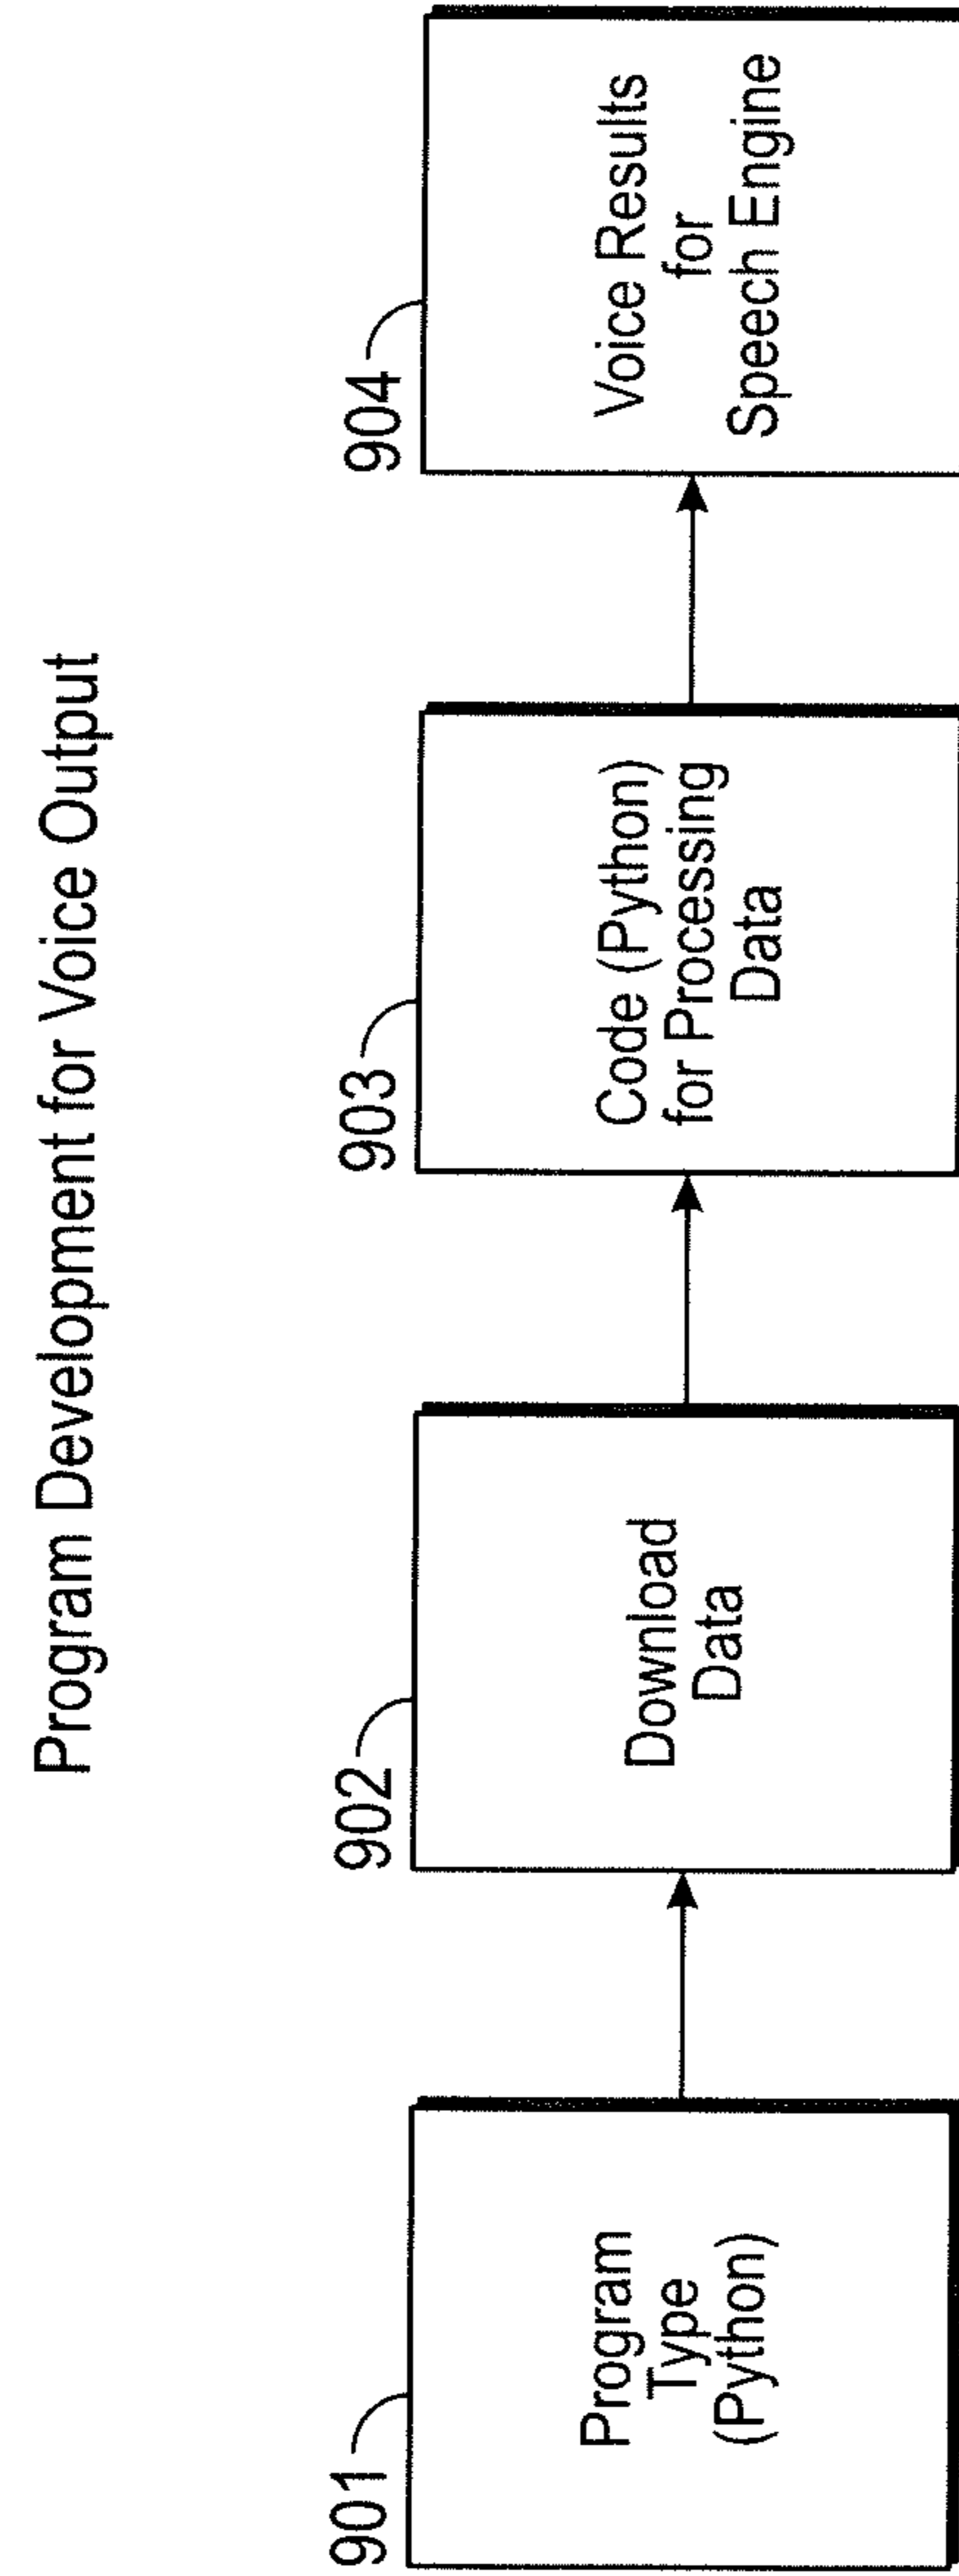 Program Development for Voice Output
901
Program
Type
(Python)
902
Download
Data
903
Code (Python)
for Processing
Data
904
Voice Results
for
Speech Engine